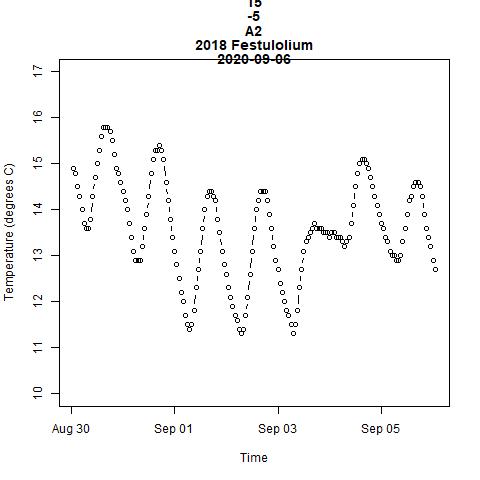 15
-5
A2
2018 Festulolium
2020-09-06
Temperature (degrees C)
17
16
15
14
13
12
11
10
Aug 30
Sep 01
Sep 03
Sep 05
Time